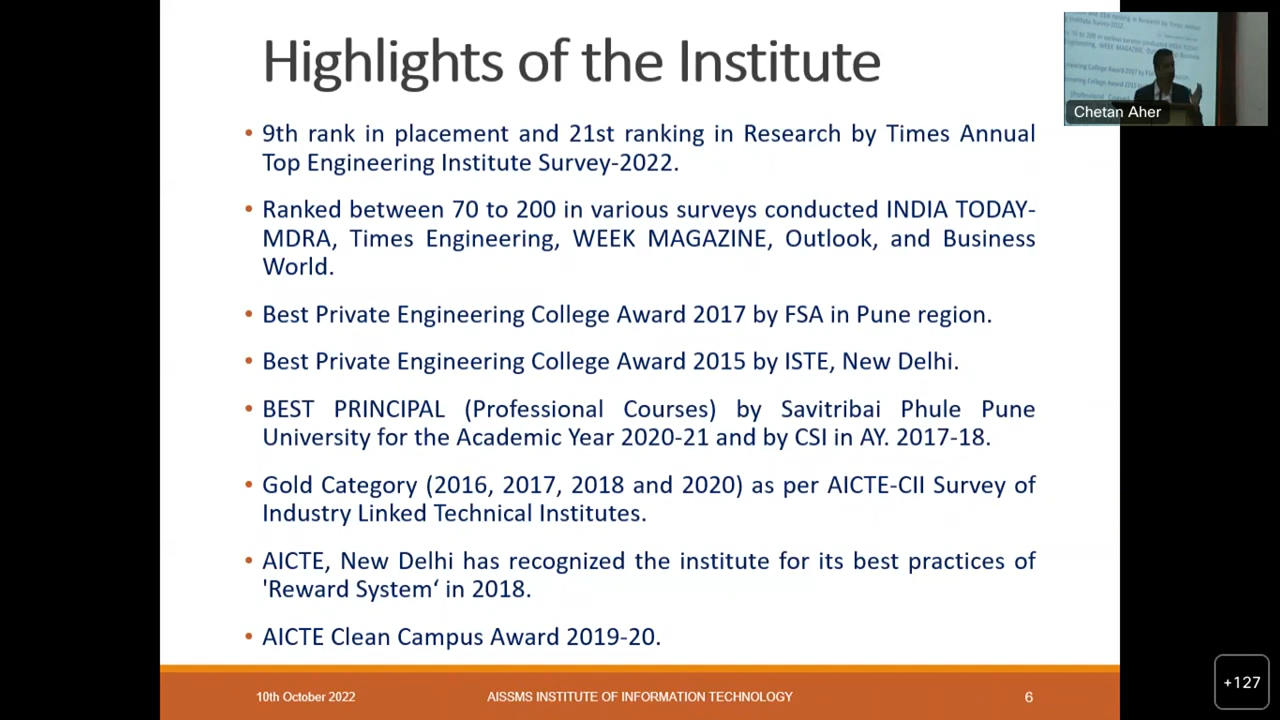 Highlights of the Institute
• 9th rank in placement and 21st ranking in Research by Times Annual
Top Engineering Institute Survey-2022.
• Ranked between 70 to 200 in various surveys conducted INDIA TODAY-
MDRA, Times Engineering, WEEK MAGAZINE, Outlook, and Business
World.
• Best Private Engineering College Award 2017 by FSA in Pune region.
• Best Private Engineering College Award 2015 by ISTE, New Delhi.
• BEST PRINCIPAL (Professional Courses) by Savitribai Phule Pune
University for the Academic Year 2020-21 and by CSI in AY. 2017-18.
• Gold Category (2016, 2017, 2018 and 2020) as per AICTE-CII Survey of
Industry Linked Technical Institutes.
• AICTE, New Delhi has recognized the institute for its best practices of
'Reward System‘ in 2018.
• AICTE Clean Campus Award 2019-20.
10th October 2022
AISSMS INSTITUTE OF INFORMATION TECHNOLOGY
6
Chetan Aher
+127